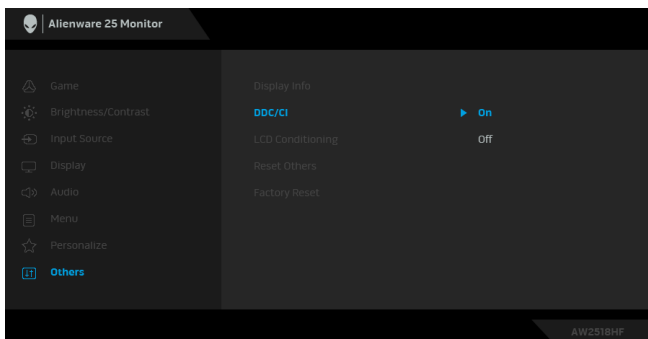 Alienware 25 Monitor
Game
Display Info
Brightness/Contrast
DDC/CI
On
Input Source
LCD Conditioning
Off
Display
Reset Others
Audio
Factory Reset
Menu
Personalize
Others
AW2518HF